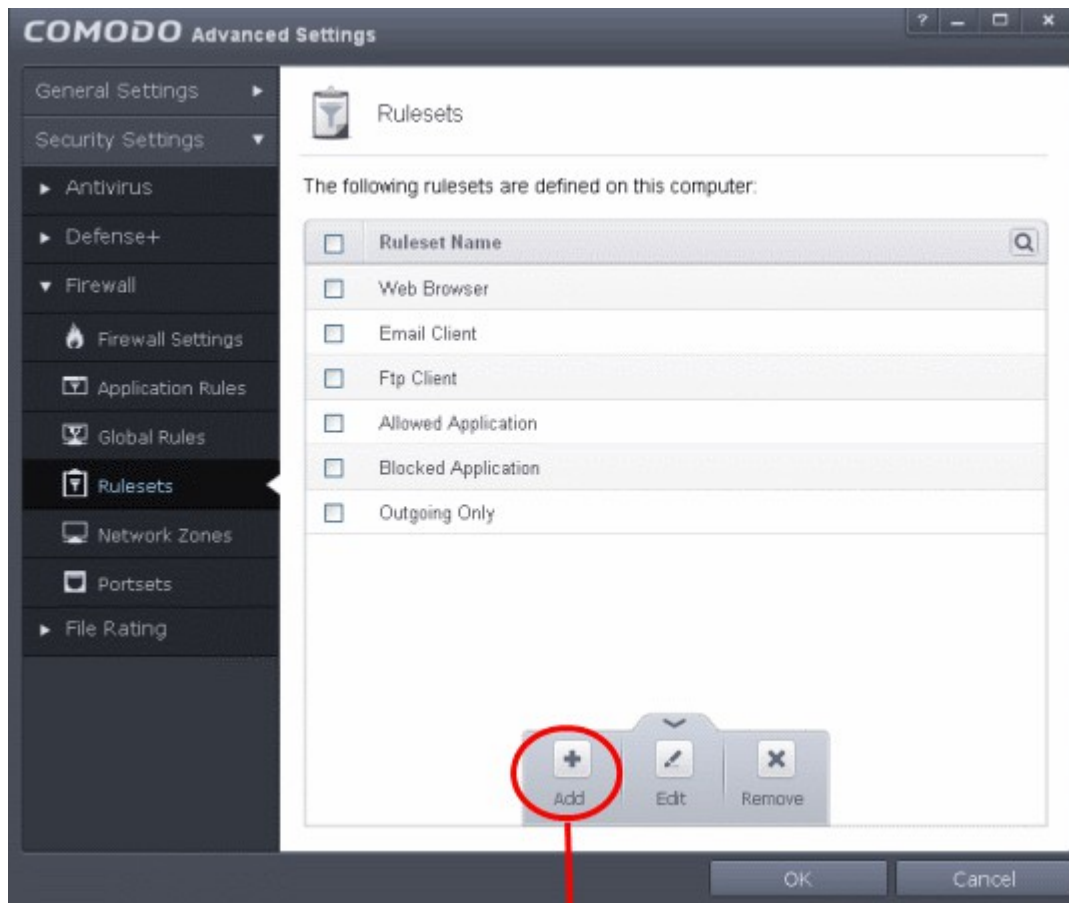 COMODO Advanced Settings
?
General Settings
Security Settings
Antivirus
Defense+
Firewall
Firewall Settings
Application Rules
Global Rules
Rulesets
Network Zones
Portsets
File Rating
Rulesets
The following rulesets are defined on this computer:
Ruleset Name
Web Browser
Email Client
Ftp Client
Allowed Application
Blocked Application
Outgoing Only
Add
Edit
Remove
OK
Cancel